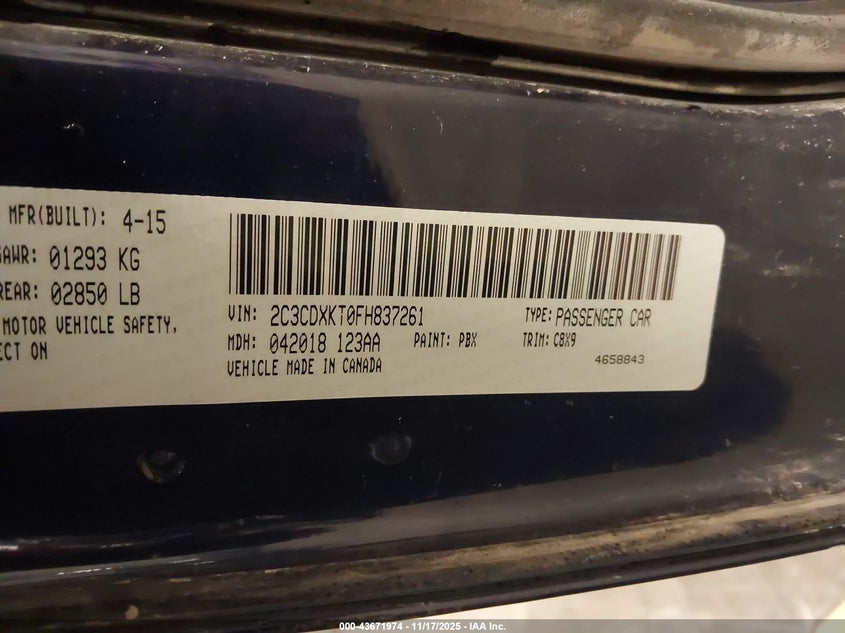 MFR(BUILT): 4-15
GAWR: 01293 KG
REAR: 02850 LB
MOTOR VEHICLE SAFETY,
ECT ON
VIN: 2C3CDXKT0FH837261 TYPE: PASSENGER CAR
MDH: 042018 123AA PAINT: PBX TRIM: C8X9
VEHICLE MADE IN CANADA 4658843
000-43671974 - 11/17/2025 - IAA Inc.